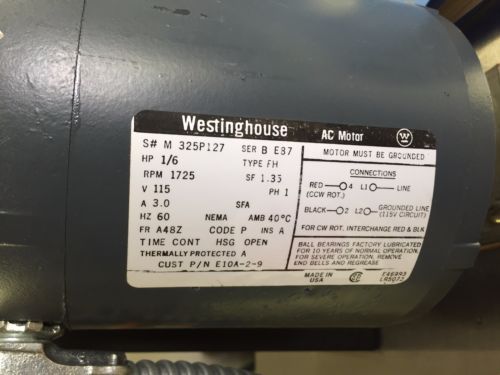 Westinghouse AC Motor W
S# M 325P127 SER B E87
HP 1/6 TYPE FH
RPM 1725 SF 1.35
V 115 PH 1
A 3.0 SFA
HZ 60 NEMA AMB 40°C
FR A48Z CODE P INS A
TIME CONT HSG OPEN
THERMALLY PROTECTED A
CUST P/N E10A-2-9
MOTOR MUST BE GROUNDED
CONNECTIONS
RED 4 L1 LINE
(CCW ROT.)
BLACK 2 L2 GROUNDED LINE
(115V CIRCUIT)
FOR CW ROT. INTERCHANGE RED & BLK
BALL BEARINGS FACTORY LUBRICATED
FOR 10 YEARS OF NORMAL OPERATION.
FOR SEVERE OPERATION, REMOVE
END BELLS AND REGREASE
MADE IN
USA
E46993
LR5073